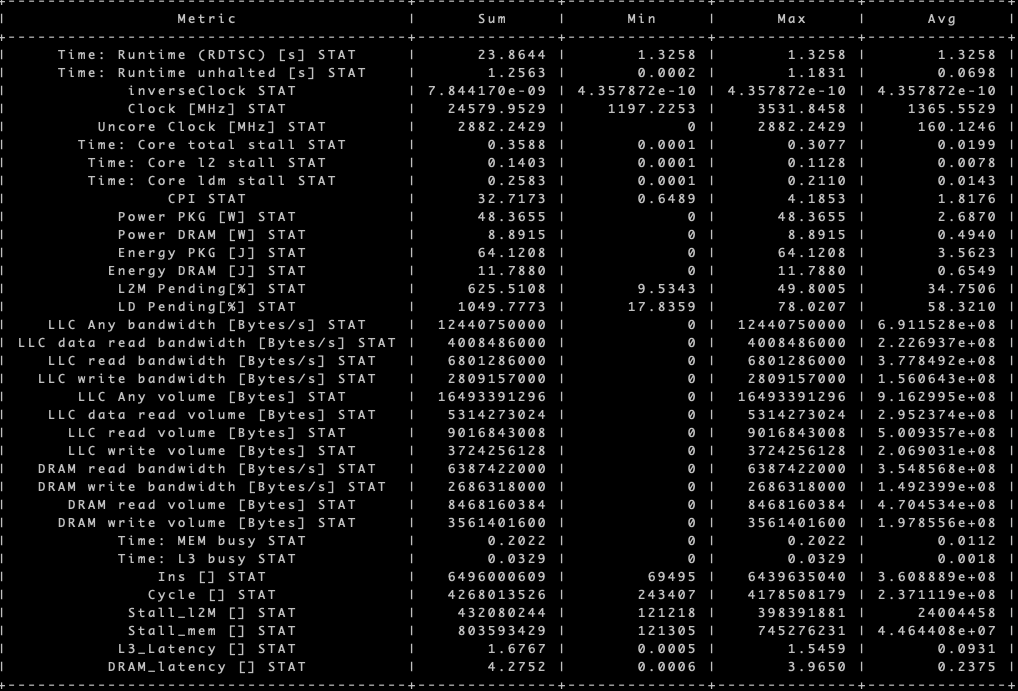 Metric | Sum | Min | Max | Avg
Time: Runtime (RDTSC) [s] STAT | 23.8644 | 1.3258 | 1.3258 | 1.3258
Time: Runtime unhalted [s] STAT | 1.2563 | 0.0002 | 1.1831 | 0.0698
inverseClock STAT | 7.844170e-09 | 4.357872e-10 | 4.357872e-10 | 4.357872e-10
Clock [MHz] STAT | 24579.9529 | 1197.2253 | 3531.8458 | 1365.5529
Uncore Clock [MHz] STAT | 2882.2429 | 0 | 2882.2429 | 160.1246
Time: Core total stall STAT | 0.3588 | 0.0001 | 0.3077 | 0.0199
Time: Core l2 stall STAT | 0.1403 | 0.0001 | 0.1128 | 0.0078
Time: Core ldm stall STAT | 0.2583 | 0.0001 | 0.2110 | 0.0143
CPI STAT | 32.7173 | 0.6489 | 4.1853 | 1.8176
Power PKG [W] STAT | 48.3655 | 0 | 48.3655 | 2.6870
Power DRAM [W] STAT | 8.8915 | 0 | 8.8915 | 0.4940
Energy PKG [J] STAT | 64.1208 | 0 | 64.1208 | 3.5623
Energy DRAM [J] STAT | 11.7880 | 0 | 11.7880 | 0.6549
L2M Pending[%] STAT | 625.5108 | 9.5343 | 49.8005 | 34.7506
LD Pending[%] STAT | 1049.7773 | 17.8359 | 78.0207 | 58.3210
LLC Any bandwidth [Bytes/s] STAT | 12440750000 | 0 | 12440750000 | 6.911528e+08
LLC data read bandwidth [Bytes/s] STAT | 4008486000 | 0 | 4008486000 | 2.226937e+08
LLC read bandwidth [Bytes/s] STAT | 6801286000 | 0 | 6801286000 | 3.778492e+08
LLC write bandwidth [Bytes/s] STAT | 2809157000 | 0 | 2809157000 | 1.560643e+08
LLC Any volume [Bytes] STAT | 16493391296 | 0 | 16493391296 | 9.162995e+08
LLC data read volume [Bytes] STAT | 5314273024 | 0 | 5314273024 | 2.952374e+08
LLC read volume [Bytes] STAT | 9016843008 | 0 | 9016843008 | 5.009357e+08
LLC write volume [Bytes] STAT | 3724256128 | 0 | 3724256128 | 2.069031e+08
DRAM read bandwidth [Bytes/s] STAT | 6387422000 | 0 | 6387422000 | 3.548568e+08
DRAM write bandwidth [Bytes/s] STAT | 2686318000 | 0 | 2686318000 | 1.492399e+08
DRAM read volume [Bytes] STAT | 8468160384 | 0 | 8468160384 | 4.704534e+08
DRAM write volume [Bytes] STAT | 3561401600 | 0 | 3561401600 | 1.978556e+08
Time: MEM busy STAT | 0.2022 | 0 | 0.2022 | 0.0112
Time: L3 busy STAT | 0.0329 | 0 | 0.0329 | 0.0018
Ins [] STAT | 6496000609 | 69495 | 6439635040 | 3.608889e+08
Cycle [] STAT | 4268013526 | 243407 | 4178508179 | 2.371119e+08
Stall_l2M [] STAT | 432080244 | 121218 | 398391881 | 24004458
Stall_mem [] STAT | 803593429 | 121305 | 745276231 | 4.464408e+07
L3_Latency [] STAT | 1.6767 | 0.0005 | 1.5459 | 0.0931
DRAM_latency [] STAT | 4.2752 | 0.0006 | 3.9650 | 0.2375